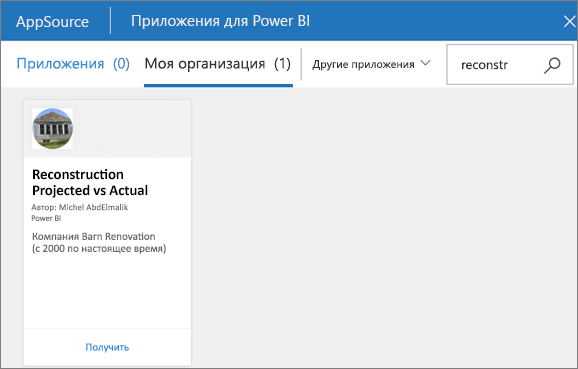 AppSource Приложения для Power BI
Приложения (0) Моя организация (1) Другие приложения reconstr
Reconstruction
Projected vs Actual
Автор: Michel AbdElmalik
Power BI
Компания Barn Renovation
(с 2000 по настоящее время)
Получить